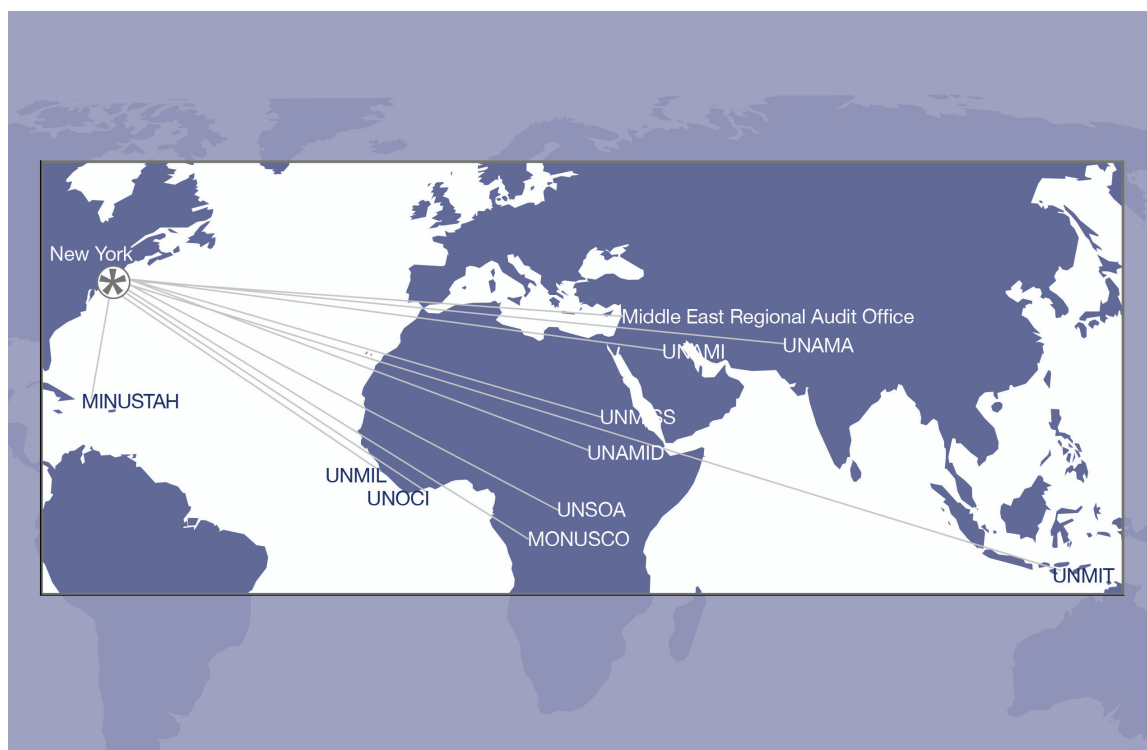 New York
Middle East Regional Audit Office
UNAMI
UNAMA
MINUSTAH
UNMISS
UNAMID
UNMIL
UNOCI
UNSOA
MONUSCO
UNMIT